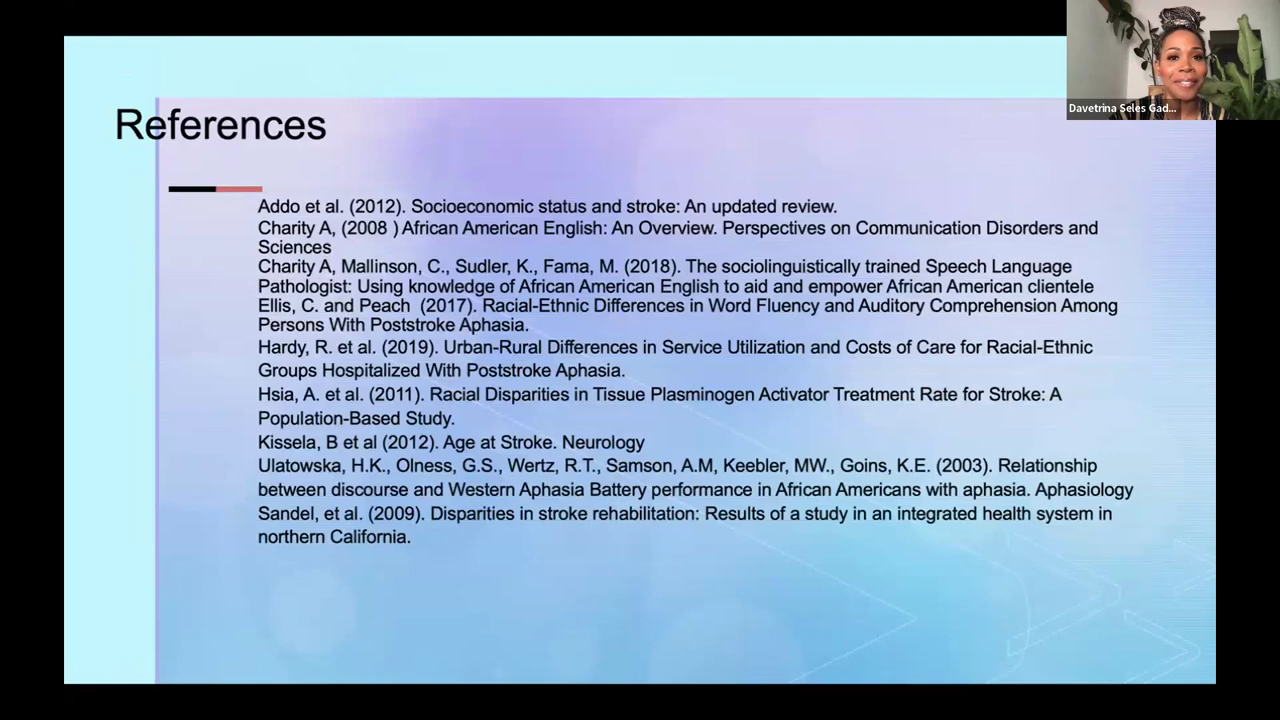 Davetrina Seles Gad...
References
Addo et al. (2012). Socioeconomic status and stroke: An updated review.
Charity A, (2008 ) African American English: An Overview. Perspectives on Communication Disorders and
Sciences
Charity A, Mallinson, C., Sudler, K., Fama, M. (2018). The sociolinguistically trained Speech Language
Pathologist: Using knowledge of African American English to aid and empower African American clientele
Ellis, C. and Peach  (2017). Racial-Ethnic Differences in Word Fluency and Auditory Comprehension Among
Persons With Poststroke Aphasia.
Hardy, R. et al. (2019). Urban-Rural Differences in Service Utilization and Costs of Care for Racial-Ethnic
Groups Hospitalized With Poststroke Aphasia.
Hsia, A. et al. (2011). Racial Disparities in Tissue Plasminogen Activator Treatment Rate for Stroke: A
Population-Based Study.
Kissela, B et al (2012). Age at Stroke. Neurology
Ulatowska, H.K., Olness, G.S., Wertz, R.T., Samson, A.M, Keebler, MW., Goins, K.E. (2003). Relationship
between discourse and Western Aphasia Battery performance in African Americans with aphasia. Aphasiology
Sandel, et al. (2009). Disparities in stroke rehabilitation: Results of a study in an integrated health system in
northern California.